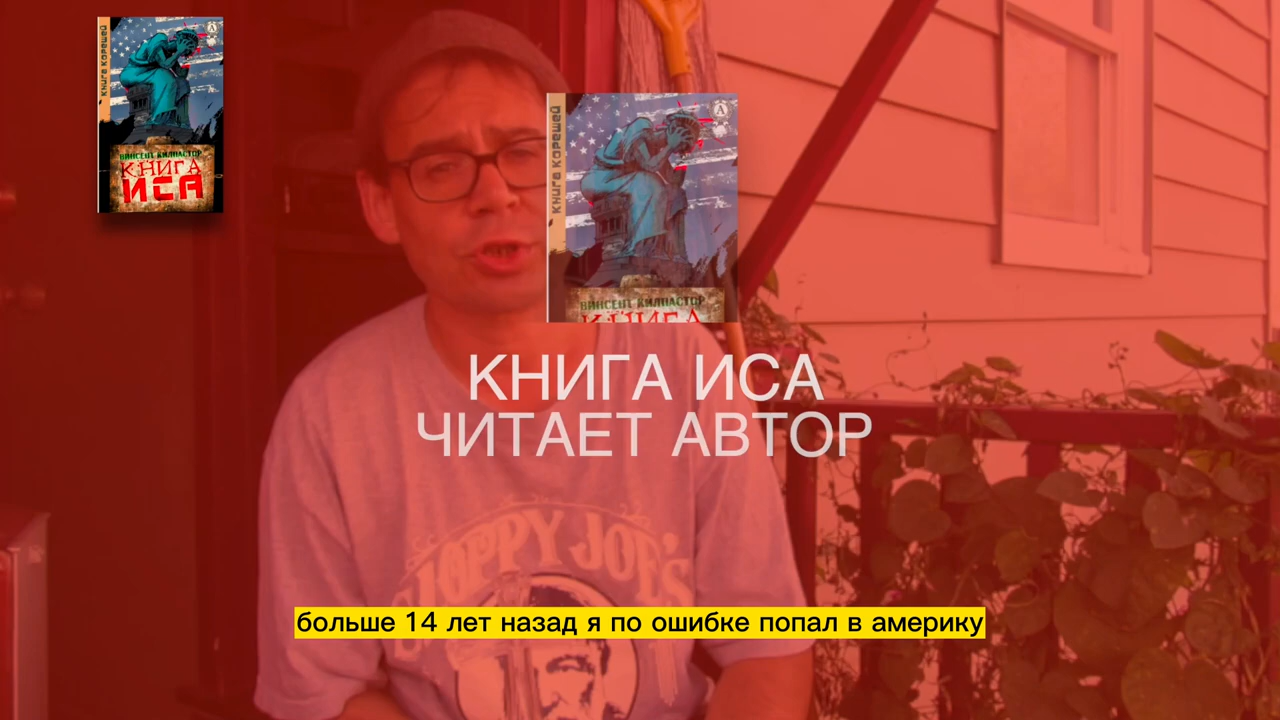 КНИГА КОРЕШЕЙ
А
ВИНСЕНТ КИЛПАСТОР
КНИГА
ИСА
КНИГА КОРЕШЕЙ
А
ВИНСЕНТ КИЛПАСТОР
КНИГА
КНИГА ИСА
ЧИТАЕТ АВТОР
SLOPPY JOE'S
больше 14 лет назад я по ошибке попал в америку